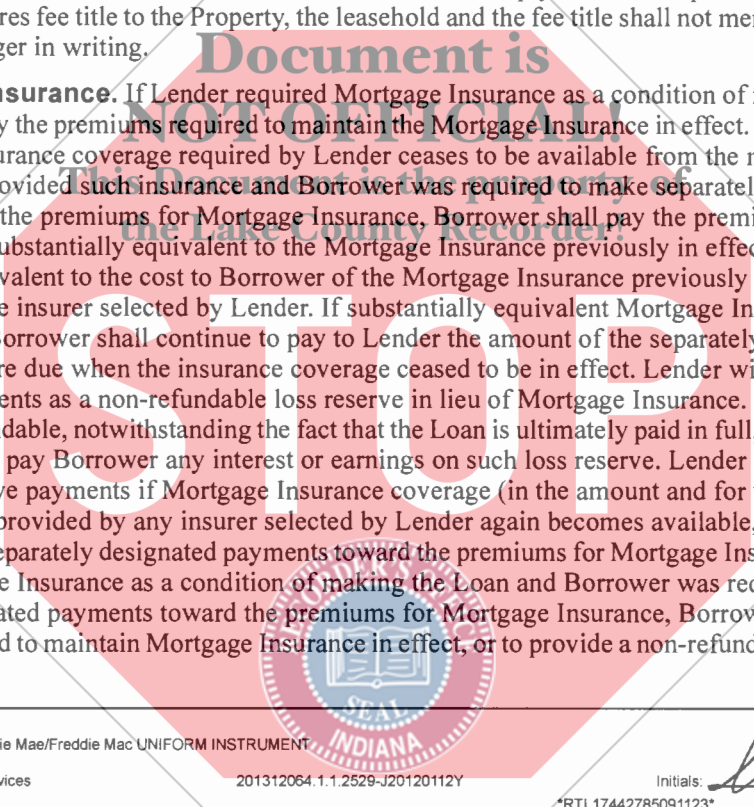 res fee title to the Property, the leasehold and the fee title shall not mer
ger in writing.
Document is
nsurance. If Lender required Mortgage Insurance as a condition of
NOT OFFICIAL!
y the premiums required to maintain the Mortgage Insurance in effect.
urance coverage required by Lender ceases to be available from the
This Document is the property of
rovided such insurance and Borrower was required to make separatel
the premiums for Mortgage Insurance, Borrower shall pay the premi
the Lake County Recorder!
ubstantially equivalent to the Mortgage Insurance previously in effec
valent to the cost to Borrower of the Mortgage Insurance previously
e insurer selected by Lender. If substantially equivalent Mortgage In
STOP
orrower shall continue to pay to Lender the amount of the separately
re due when the insurance coverage ceased to be in effect. Lender wi
ents as a non-refundable loss reserve in lieu of Mortgage Insurance.
ndable, notwithstanding the fact that the Loan is ultimately paid in full,
pay Borrower any interest or earnings on such loss reserve. Lender
ve payments if Mortgage Insurance coverage (in the amount and for
provided by any insurer selected by Lender again becomes available,
eparately designated payments toward the premiums for Mortgage Ins
e Insurance as a condition of making the Loan and Borrower was rec
ated payments toward the premiums for Mortgage Insurance, Borrow
d to maintain Mortgage Insurance in effect, or to provide a non-refund
SEAL
INDIANA
ie Mae/Freddie Mac UNIFORM INSTRUMENT
vices
201312064.1.1.2529-J20120112Y
Initials:
*RTL17442785091123*